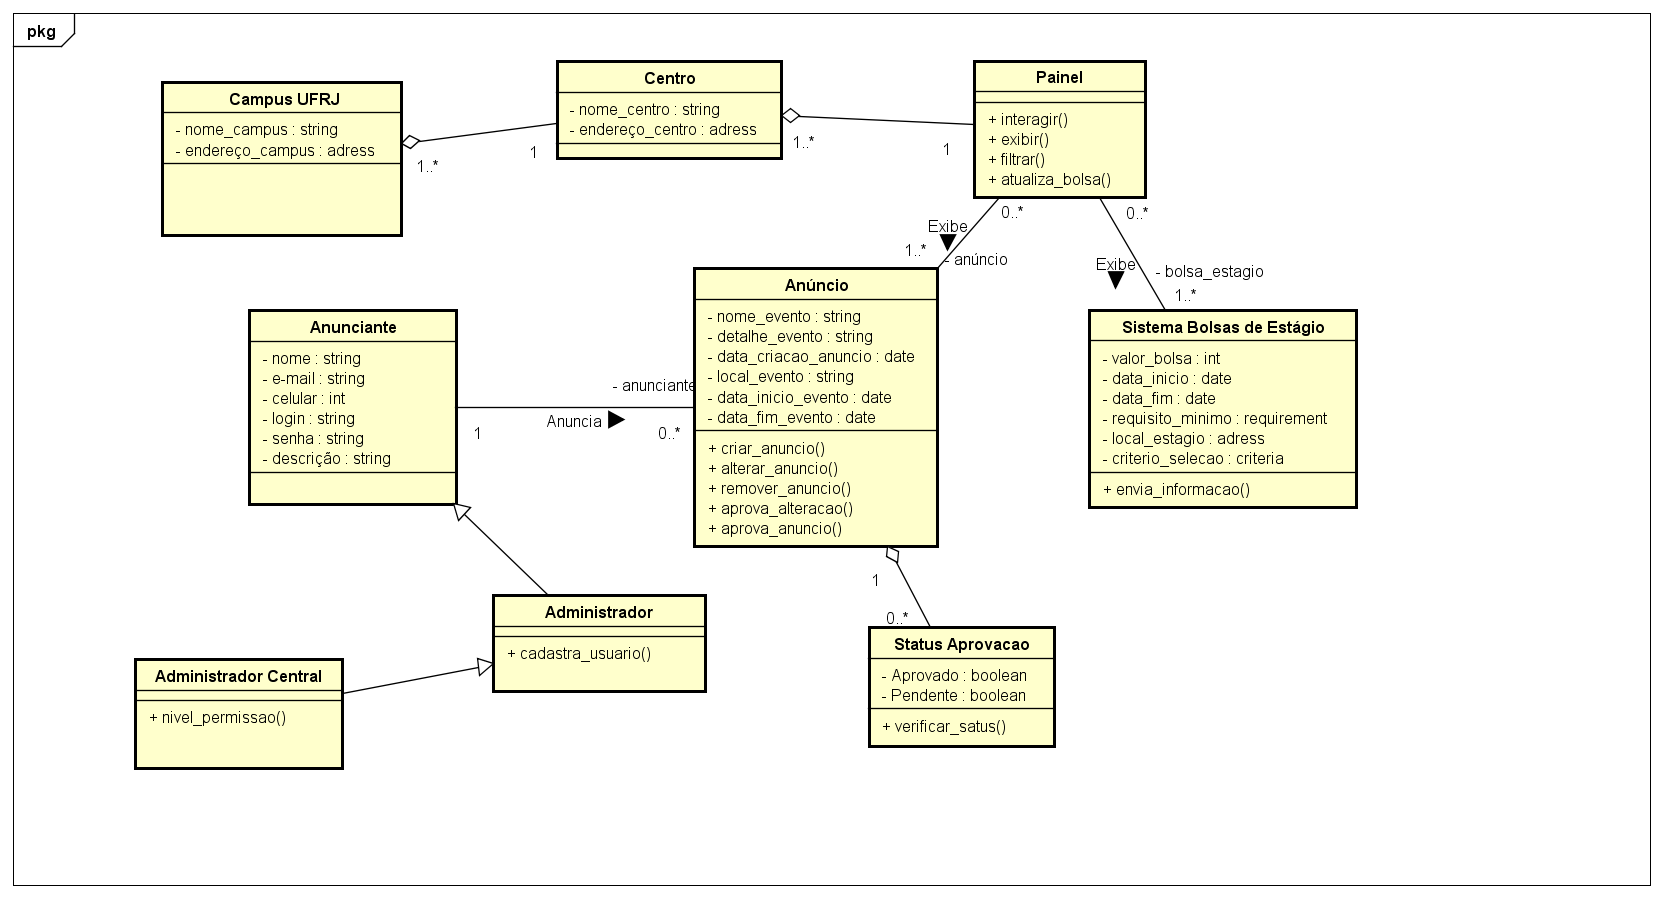 pkg
Campus UFRJ
- nome_campus : string
- endereço_campus : adress
1..*
1
Centro
- nome_centro : string
- endereço_centro : adress
1..*
1
Painel
+ interagir()
+ exibir()
+ filtrar()
+ atualiza_bolsa()
0..*
0..*
Exibe
1..*
- anúncio
Exibe
- bolsa_estagio
1..*
Anunciante
- nome : string
- e-mail : string
- celular : int
- login : string
- senha : string
- descrição : string
- anunciante
Anuncia
1
0..*
Anúncio
- nome_evento : string
- detalhe_evento : string
- data_criacao_anuncio : date
- local_evento : string
- data_inicio_evento : date
- data_fim_evento : date
+ criar_anuncio()
+ alterar_anuncio()
+ remover_anuncio()
+ aprova_alteracao()
+ aprova_anuncio()
Sistema Bolsas de Estágio
- valor_bolsa : int
- data_inicio : date
- data_fim : date
- requisito_minimo : requirement
- local_estagio : adress
- criterio_selecao : criteria
+ envia_informacao()
1
0..*
Administrador
+ cadastra_usuario()
Administrador Central
+ nivel_permissao()
Status Aprovacao
- Aprovado : boolean
- Pendente : boolean
+ verificar_satus()